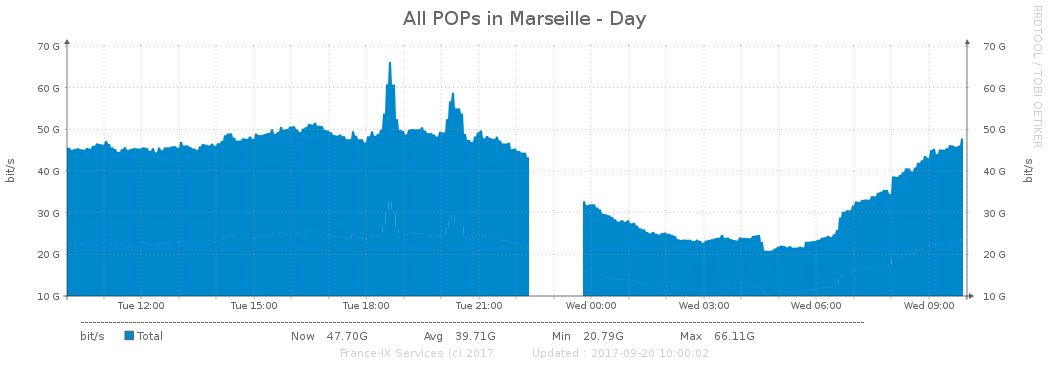 All POPs in Marseille - Day
RRDTOOL / TOBI OETIKER
70 G 70 G
60 G 60 G
50 G 50 G
40 G 40 G
30 G 30 G
20 G 20 G
10 G 10 G
bit/s bit/s
Tue 12:00 Tue 15:00 Tue 18:00 Tue 21:00 Wed 00:00 Wed 03:00 Wed 06:00 Wed 09:00
bit/s Total Now 47.70G Avg 39.71G Min 20.79G Max 66.11G
France-IX Services (c) 2017 Updated : 2017-09-20 10:00:02